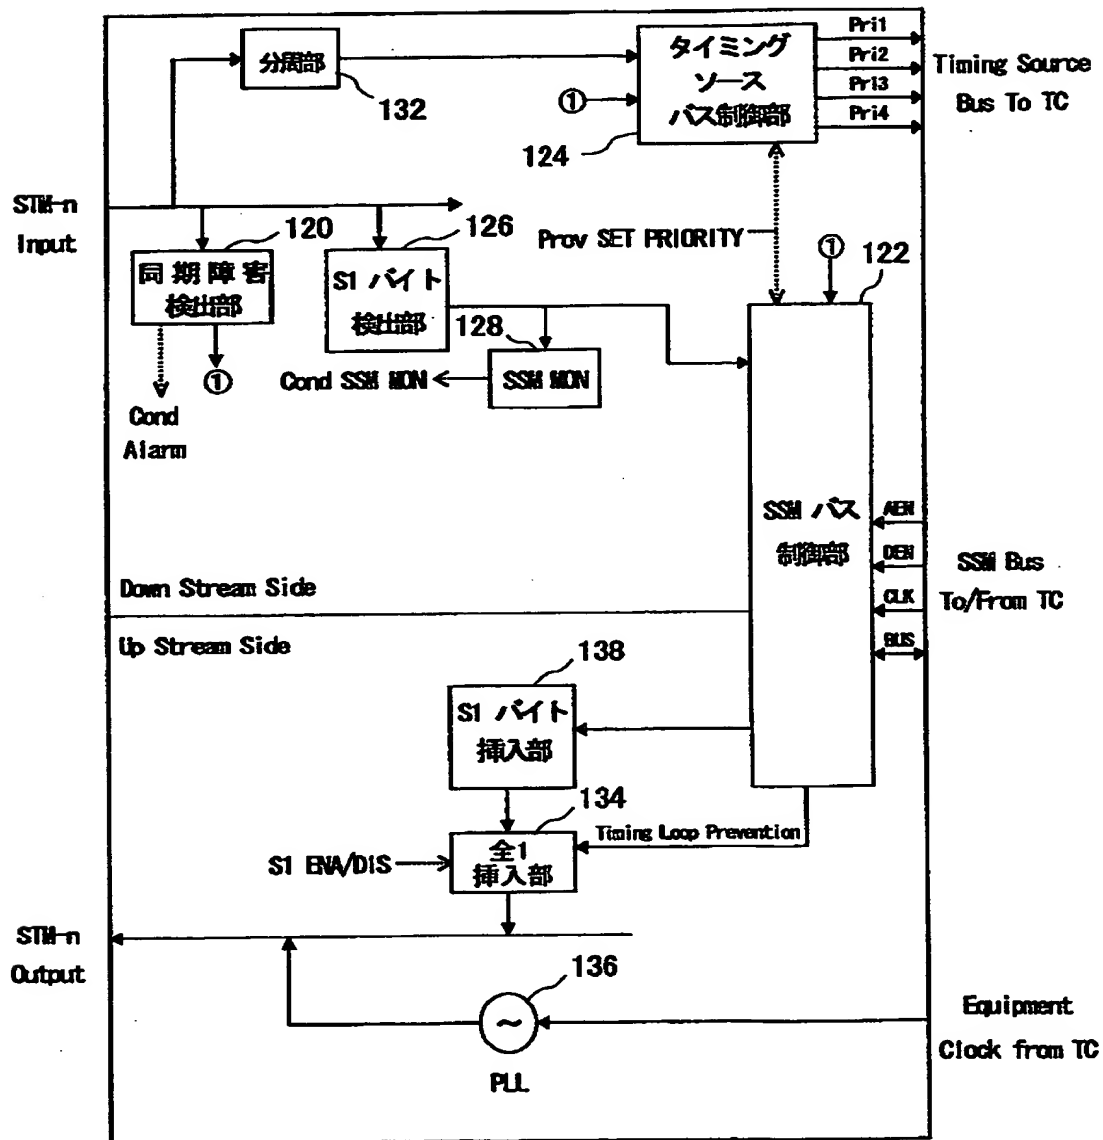 Pri1
タイミング
ソース
バス制御部
分周部
Pri2
Timing Source
132
①
Pri3
Bus To TC
Pri4
124
STM-n
Input
120
126
Prov SET PRIORITY
①
122
同期障害
検出部
S1 バイト
検出部
128
①
Cond SSM MON
SSM MON
Cond
Alarm
SSM バス
制御部
AEN
DEN
SSM Bus
Down Stream Side
CLK
To/From TC
Up Stream Side
BUS
138
S1 バイト
挿入部
134
Timing Loop Prevention
全1
挿入部
S1 ENA/DIS
STM-n
Output
136
~
Equipment
Clock from TC
PLL